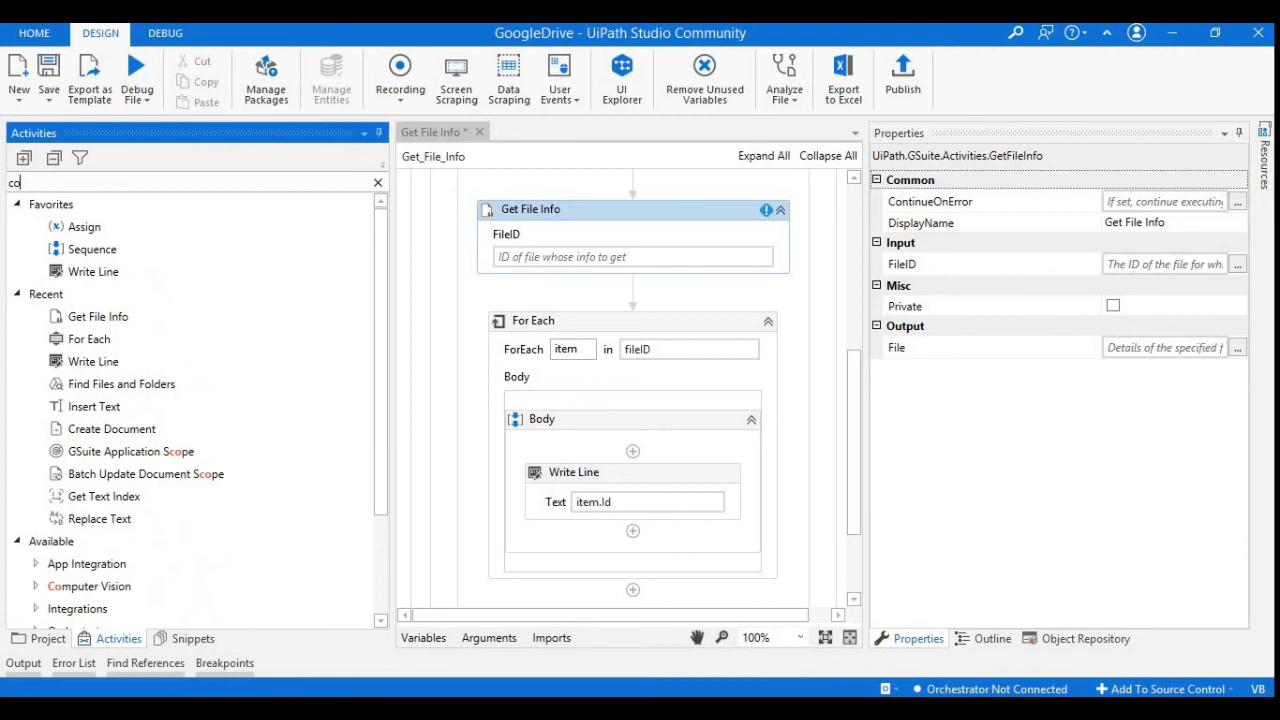 HOME
DESIGN
DEBUG
GoogleDrive - UiPath Studio Community
New
Save
Export as Template
Debug File
Cut
Copy
Paste
Manage Packages
Manage Entities
Recording
Screen Scraping
Data Scraping
User Events
UI Explorer
Remove Unused Variables
Analyze File
Export to Excel
Publish
Activities
co
Favorites
Assign
Sequence
Write Line
Recent
Get File Info
For Each
Write Line
Find Files and Folders
Insert Text
Create Document
GSuite Application Scope
Batch Update Document Scope
Get Text Index
Replace Text
Available
App Integration
Computer Vision
Integrations
Project
Activities
Snippets
Get File Info *
Get_File_Info
Expand All
Collapse All
Get File Info
FileID
ID of file whose info to get
For Each
ForEach item in fileID
Body
Body
Write Line
Text item.Id
Variables
Arguments
Imports
100%
Properties
UiPath.GSuite.Activities.GetFileInfo
Common
ContinueOnError If set, continue executing ...
DisplayName Get File Info
Input
FileID The ID of the file for wh ...
Misc
Private
Output
File Details of the specified f ...
Properties
Outline
Object Repository
Resources
Output
Error List
Find References
Breakpoints
Orchestrator Not Connected
Add To Source Control
VB